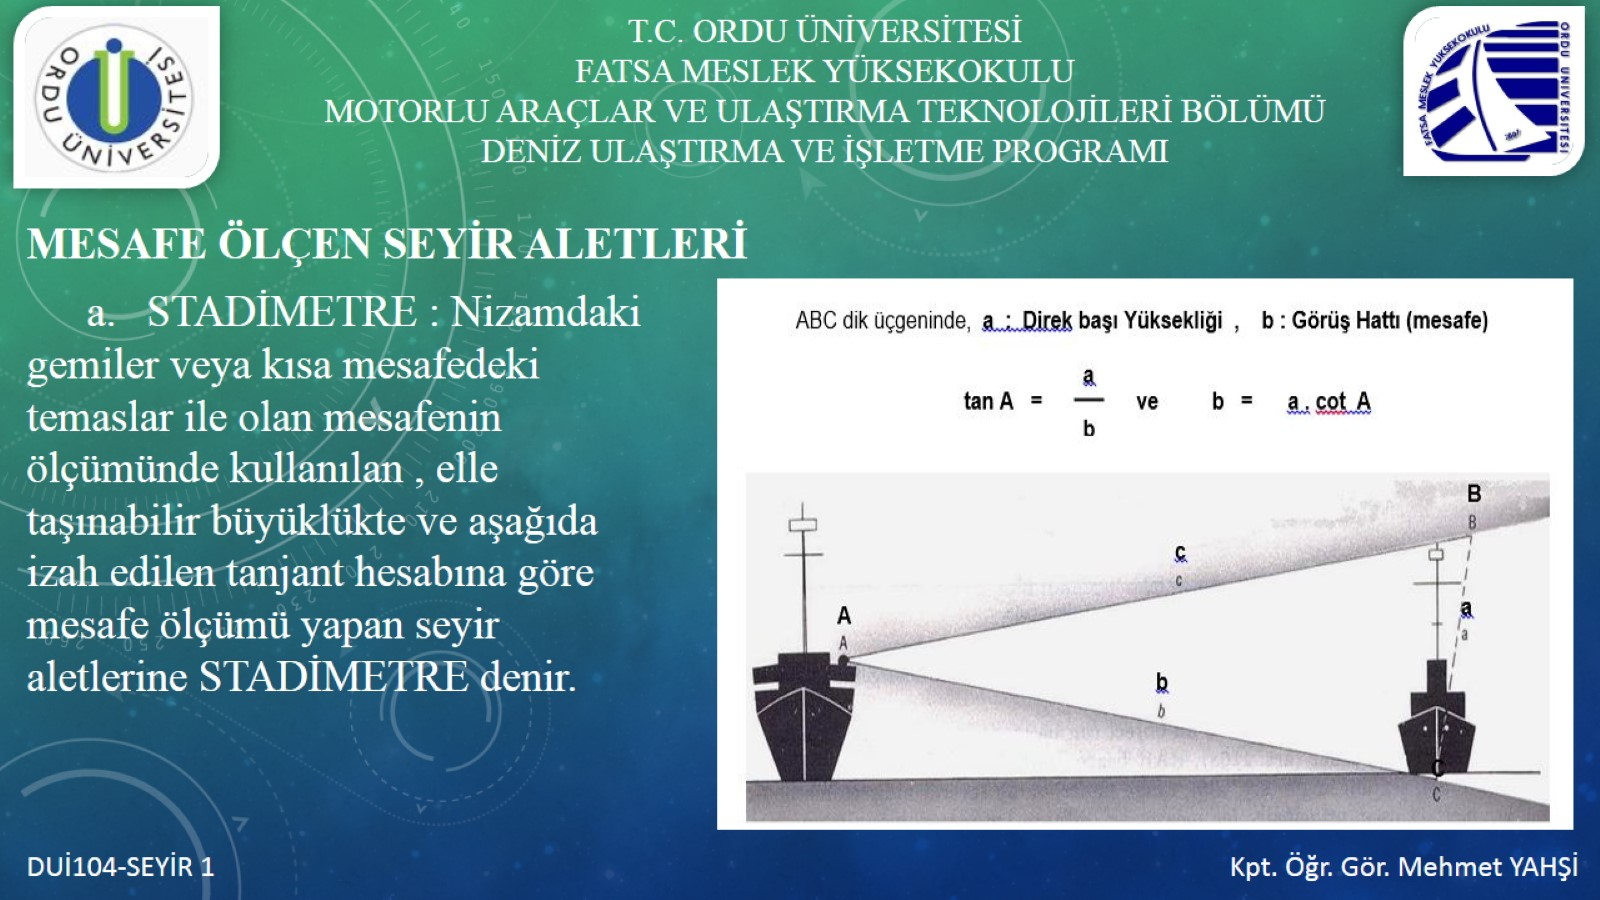 T.C. ORDU ÜNİVERSİTESİ
FATSA MESLEK YÜKSEKOKULU
MOTORLU ARAÇLAR VE ULAŞTIRMA TEKNOLOJİLERİ BÖLÜMÜ
DENİZ ULAŞTIRMA VE İŞLETME PROGRAMI
ORDU ÜNİVERSİTESİ
FATSA MESLEK YÜKSEKOKULU
ORDU ÜNİVERSİTESİ
MESAFE ÖLÇEN SEYİR ALETLERİ
a. STADİMETRE : Nizamdaki
gemiler veya kısa mesafedeki
temaslar ile olan mesafenin
ölçümünde kullanılan , elle
taşınabilir büyüklükte ve aşağıda
izah edilen tanjant hesabına göre
mesafe ölçümü yapan seyir
aletlerine STADİMETRE denir.
ABC dik üçgeninde, a : Direk başı Yüksekliği , b : Görüş Hattı (mesafe)
a
tan A = ve b = a . cot A
b
B
B
c
c
A
A
a
a
b
b
C
C
DUİ104-SEYİR 1
Kpt. Öğr. Gör. Mehmet YAHŞİ